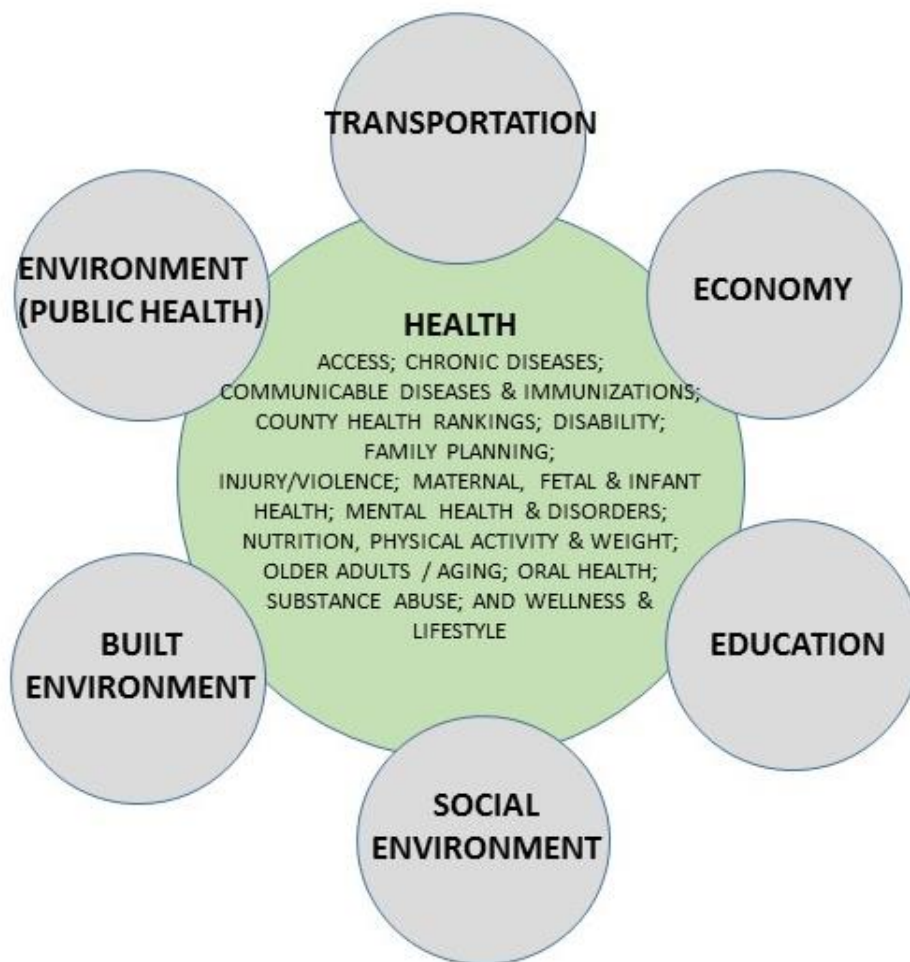 TRANSPORTATION
ENVIRONMENT
(PUBLIC HEALTH)
ECONOMY
HEALTH
ACCESS; CHRONIC DISEASES;
COMMUNICABLE DISEASES & IMMUNIZATIONS;
COUNTY HEALTH RANKINGS; DISABILITY;
FAMILY PLANNING;
INJURY/VIOLENCE; MATERNAL, FETAL & INFANT
HEALTH; MENTAL HEALTH & DISORDERS;
NUTRITION, PHYSICAL ACTIVITY & WEIGHT;
OLDER ADULTS / AGING; ORAL HEALTH;
SUBSTANCE ABUSE; AND WELLNESS &
LIFESTYLE
BUILT
ENVIRONMENT
EDUCATION
SOCIAL
ENVIRONMENT